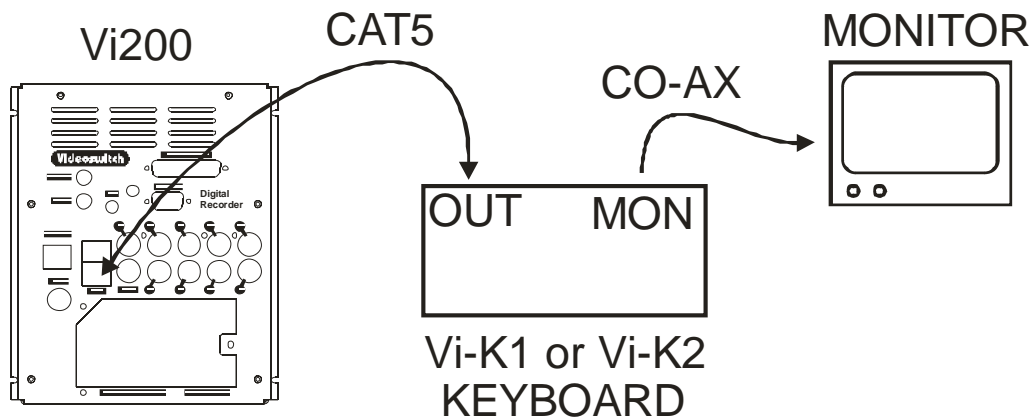 Vi200
CAT5
MONITOR
CO-AX
Videoswitch
Digital
Recorder
OUT
MON
Vi-K1 or Vi-K2
KEYBOARD